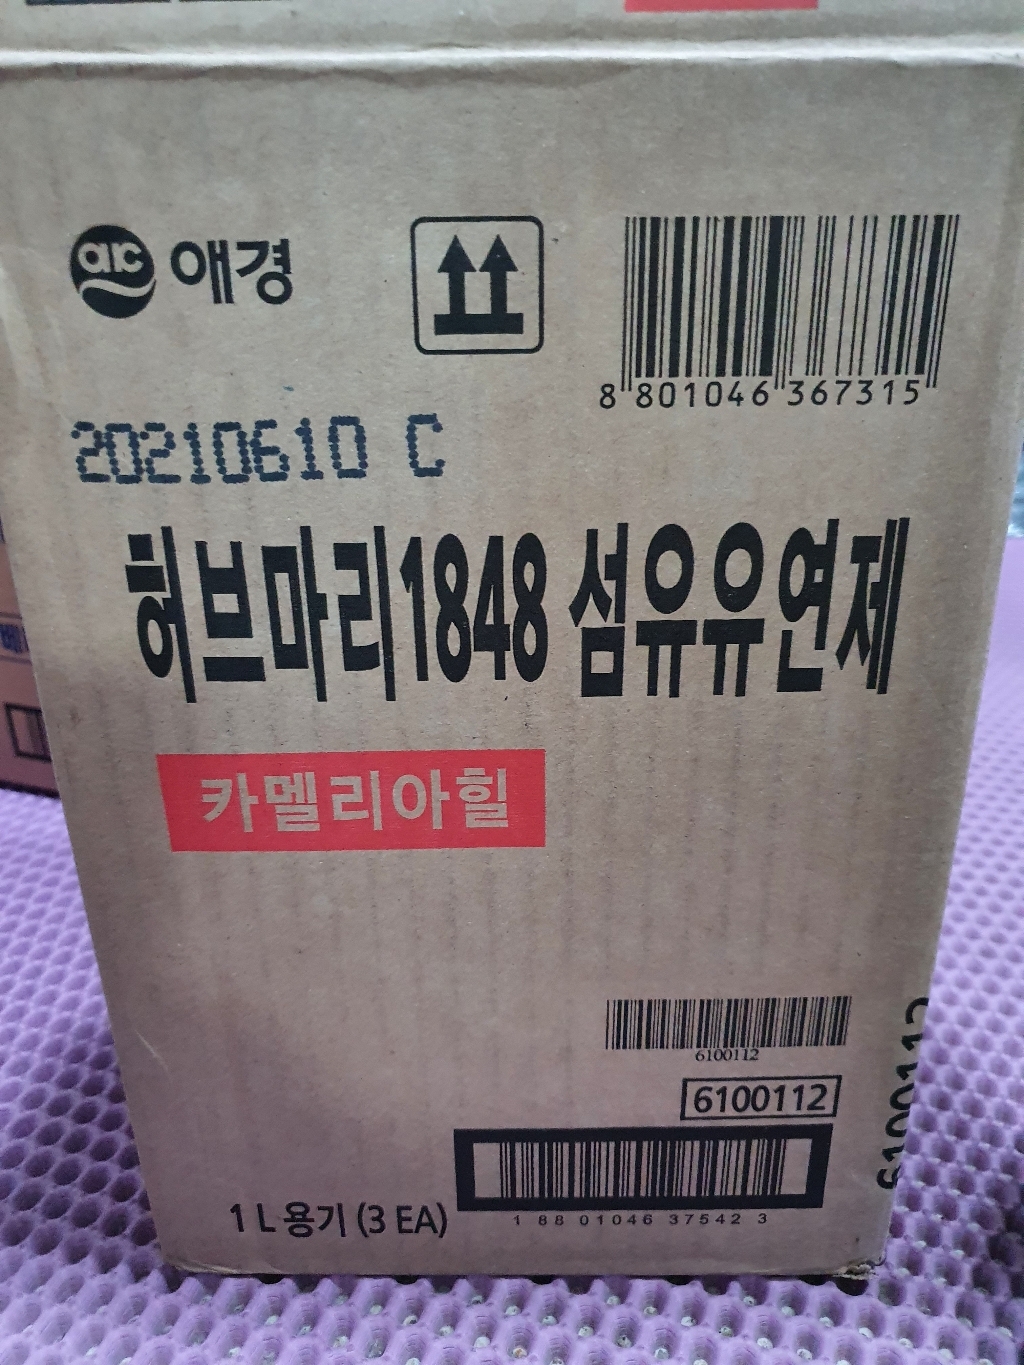 aic 애경
8 801046 367315
20210610 C
허브마리1848 섬유유연제
카멜리아힐
6100112
6100112
6100112
1 L 용기 (3 EA)
1 88 01046 37542 3